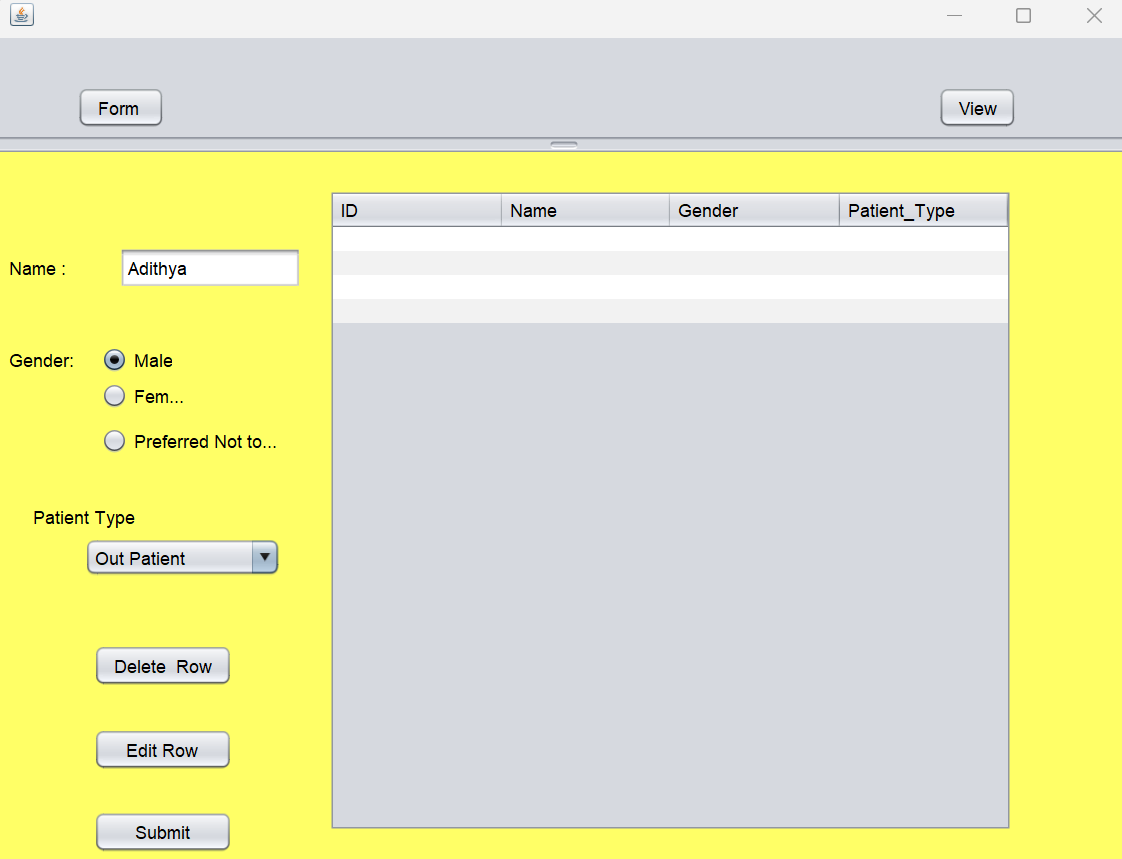 Form
View
ID Name Gender Patient_Type
Name : Adithya
Gender: Male
Fem...
Preferred Not to...
Patient Type
Out Patient
Delete  Row
Edit Row
Submit